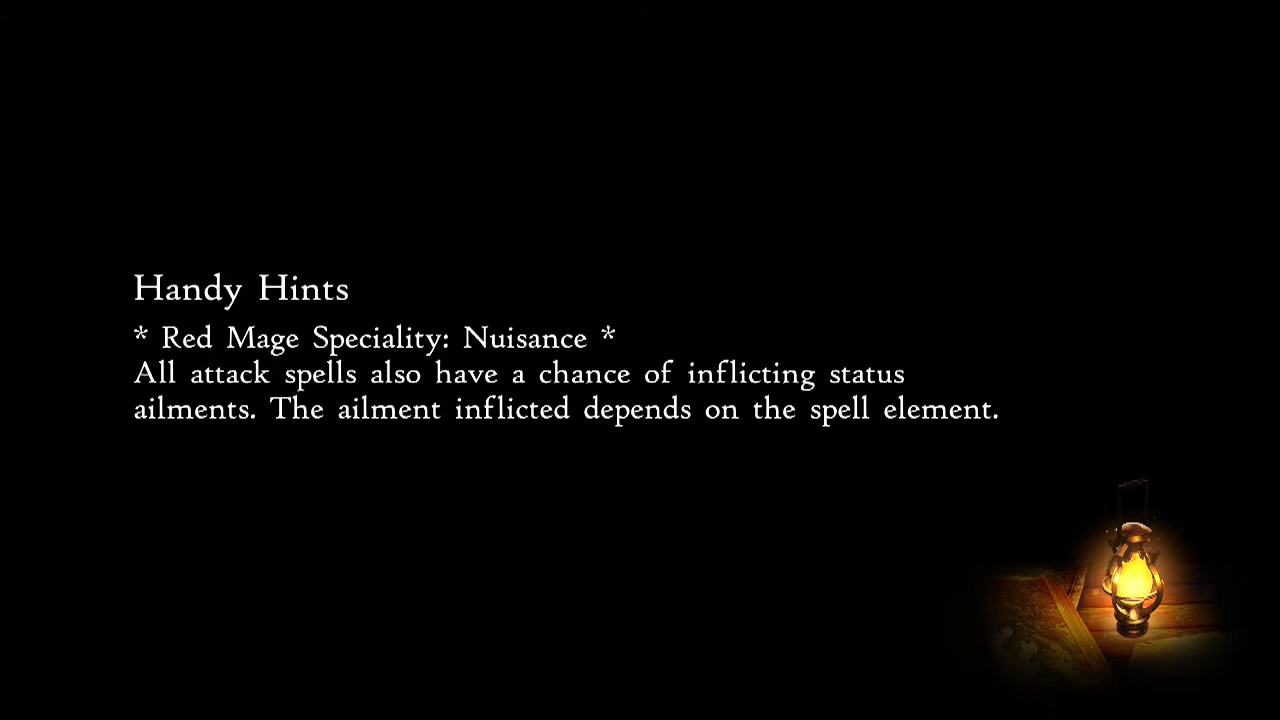 Handy Hints
* Red Mage Speciality: Nuisance *
All attack spells also have a chance of inflicting status
ailments. The ailment inflicted depends on the spell element.